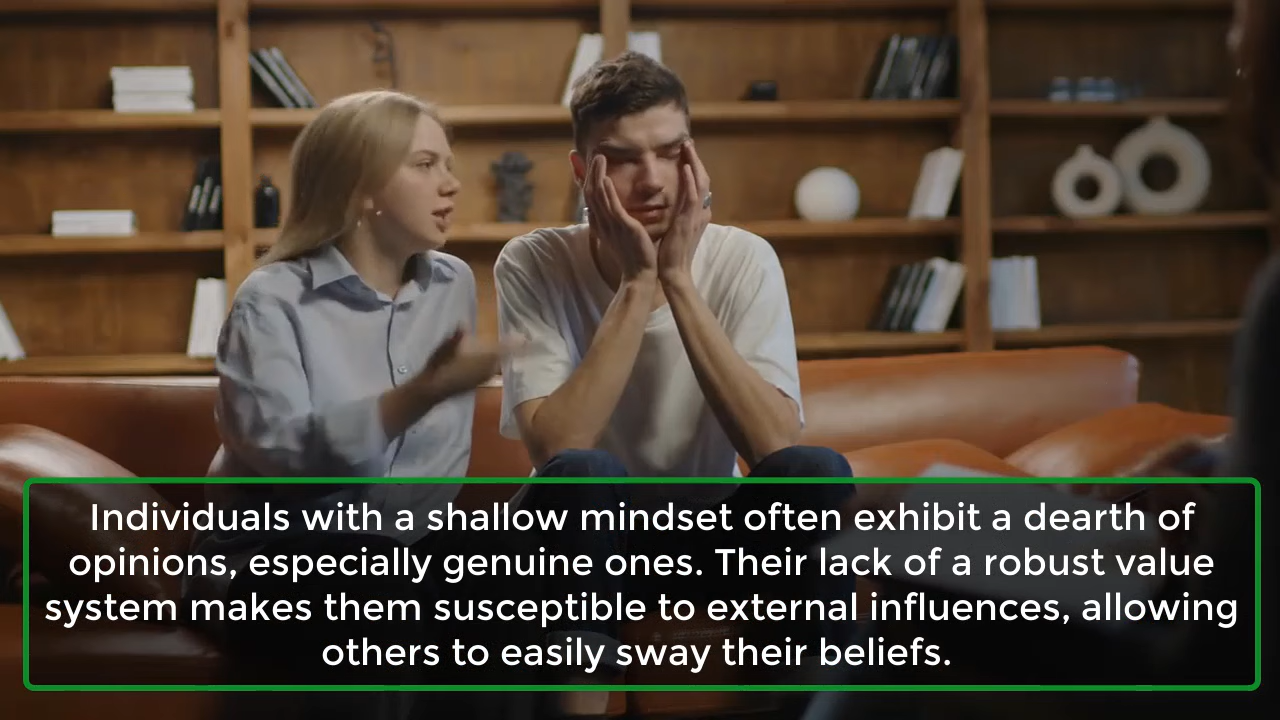 Individuals with a shallow mindset often exhibit a dearth of
opinions, especially genuine ones. Their lack of a robust value
system makes them susceptible to external influences, allowing
others to easily sway their beliefs.